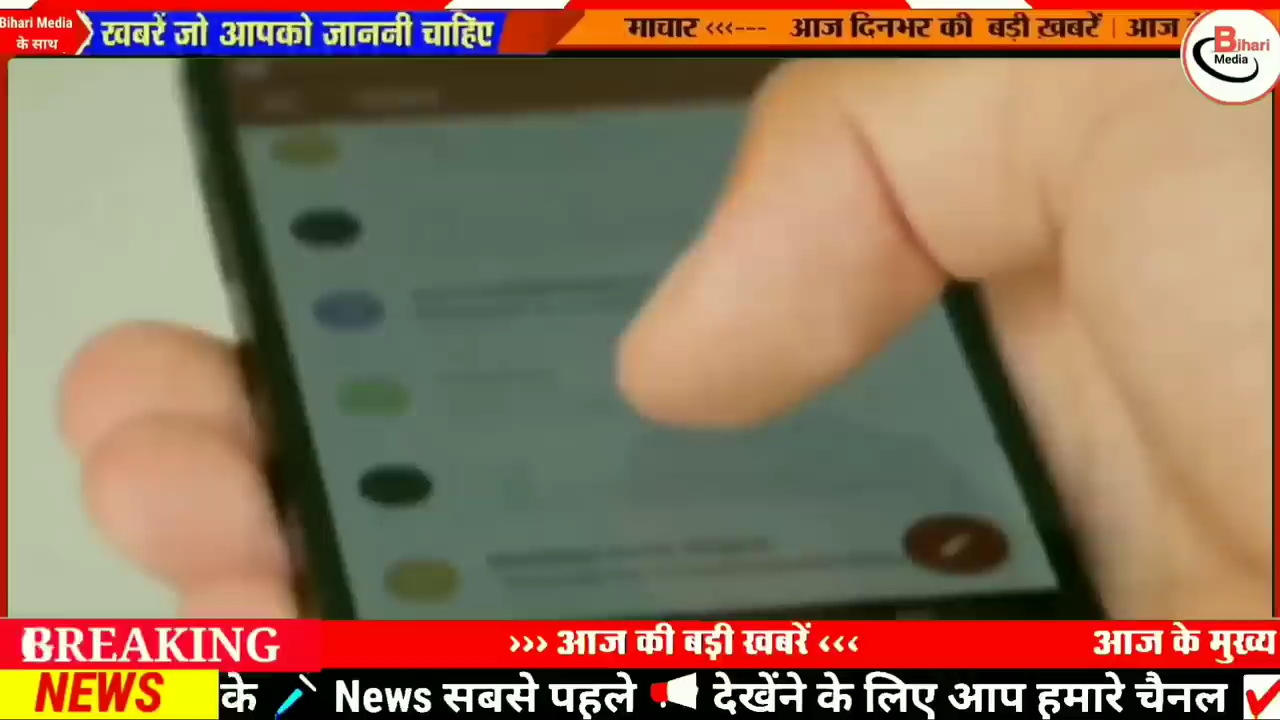 Bihari Media
के साथ
खबरें जो आपको जाननी चाहिए
माचार <<<--- आज दिनभर की बड़ी ख़बरें | आज
Bihari
Media
BREAKING
>>> आज की बड़ी खबरें <<<
आज के मुख्य
NEWS
के News सबसे पहले देखेंने के लिए आप हमारे चैनल